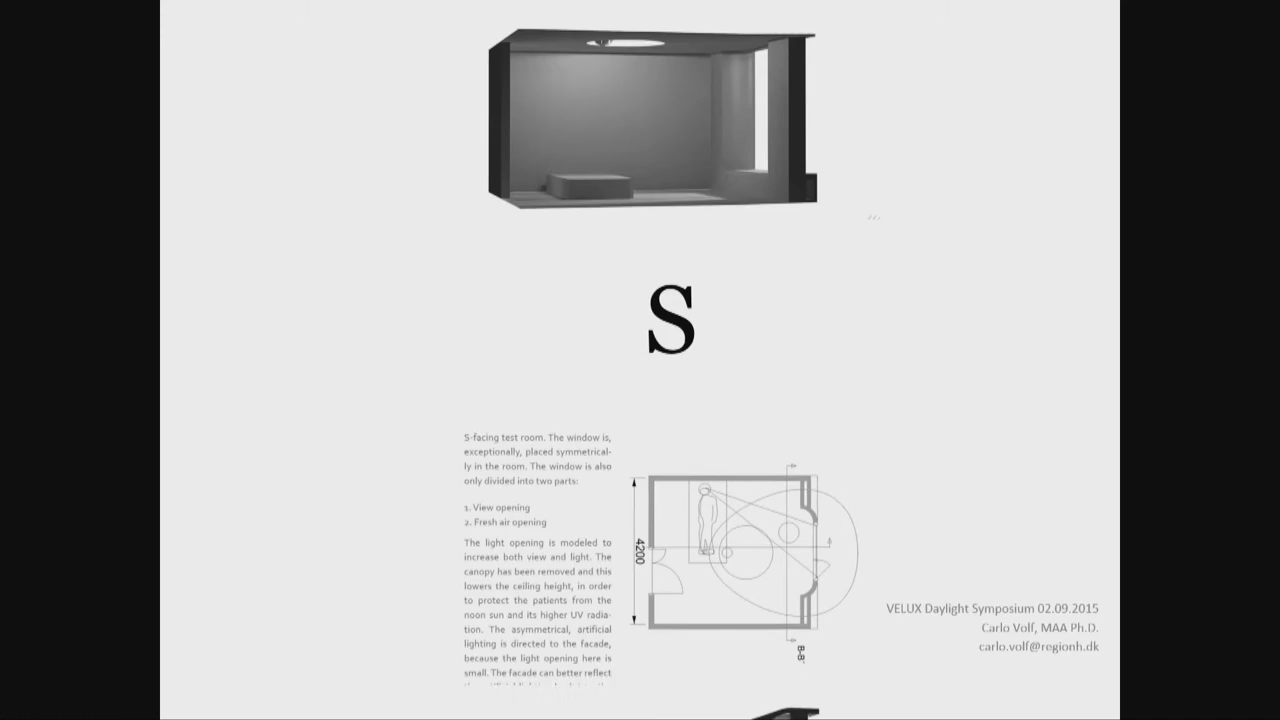 S
S-facing test room. The window is,
exceptionally, placed symmetrical-
ly in the room. The window is also
only divided into two parts:
1. View opening
2. Fresh air opening
The light opening is modeled to
increase both view and light. The
canopy has been removed and this
lowers the ceiling height, in order
to protect the patients from the
noon sun and its higher UV radia-
tion. The asymmetrical, artificial
lighting is directed to the facade,
because the light opening here is
small. The facade can better reflect
4200
B-B'
VELUX Daylight Symposium 02.09.2015
Carlo Volf, MAA Ph.D.
carlo.volf@regionh.dk